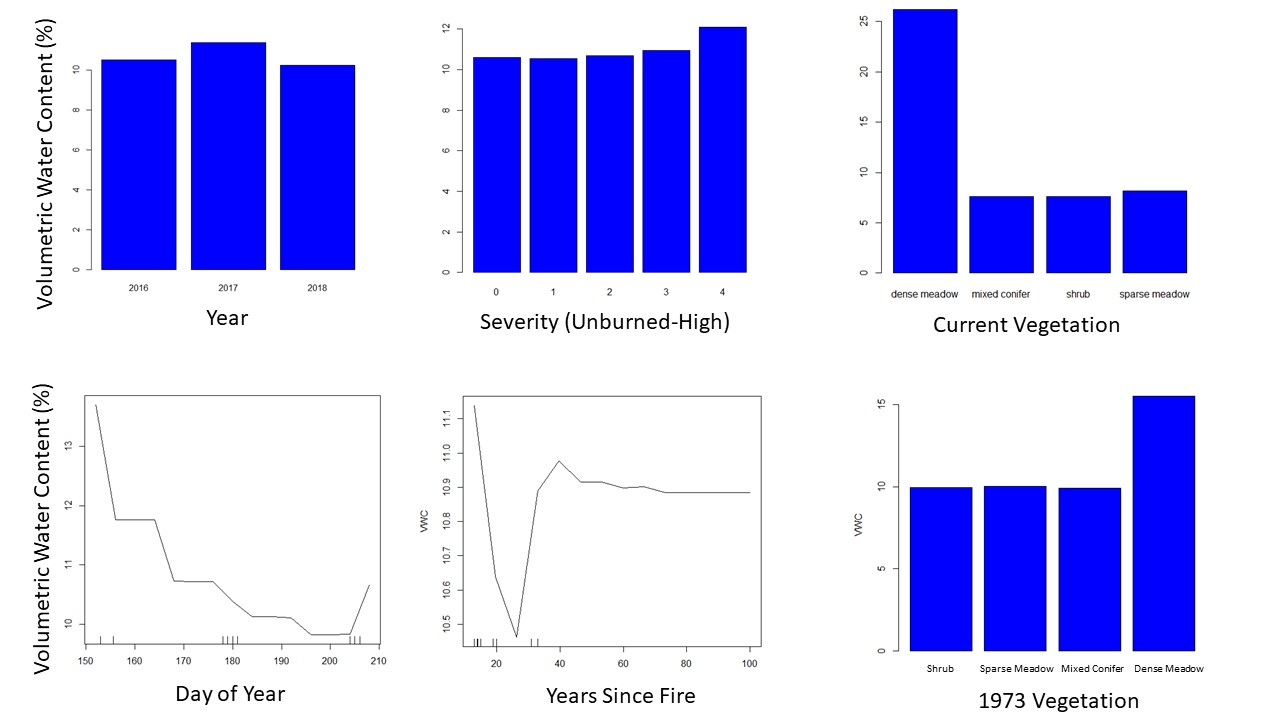 Volumetric Water Content (%)
0 2 4 6 8 10
2016 2017 2018
Year
0 2 4 6 8 10 12
0 1 2 3 4
Severity (Unburned-High)
0 5 10 15 20 25
dense meadow mixed conifer shrub sparse meadow
Current Vegetation
Volumetric Water Content (%)
10 11 12 13
150 160 170 180 190 200 210
Day of Year
VWC
10.5 10.6 10.7 10.8 10.9 11.0 11.1
20 40 60 80 100
Years Since Fire
VWC
0 5 10 15
Shrub Sparse Meadow Mixed Conifer Dense Meadow
1973 Vegetation